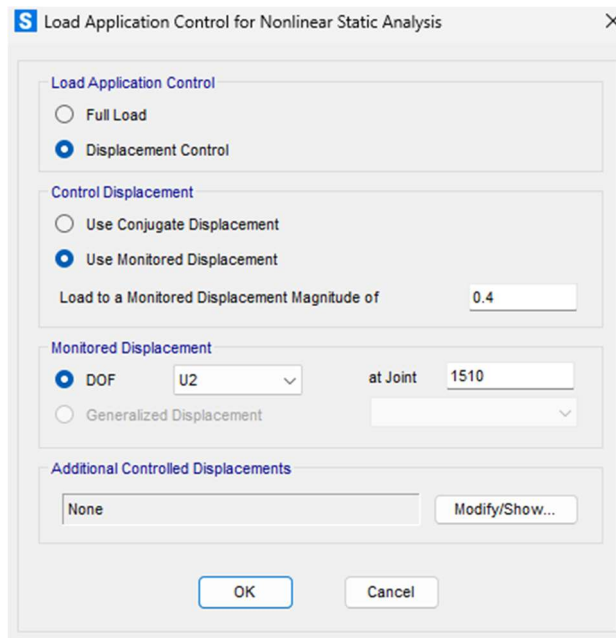 S Load Application Control for Nonlinear Static Analysis
Load Application Control
Full Load
Displacement Control
Control Displacement
Use Conjugate Displacement
Use Monitored Displacement
Load to a Monitored Displacement Magnitude of 0.4
Monitored Displacement
DOF U2 at Joint 1510
Generalized Displacement
Additional Controlled Displacements
None Modify/Show...
OK Cancel